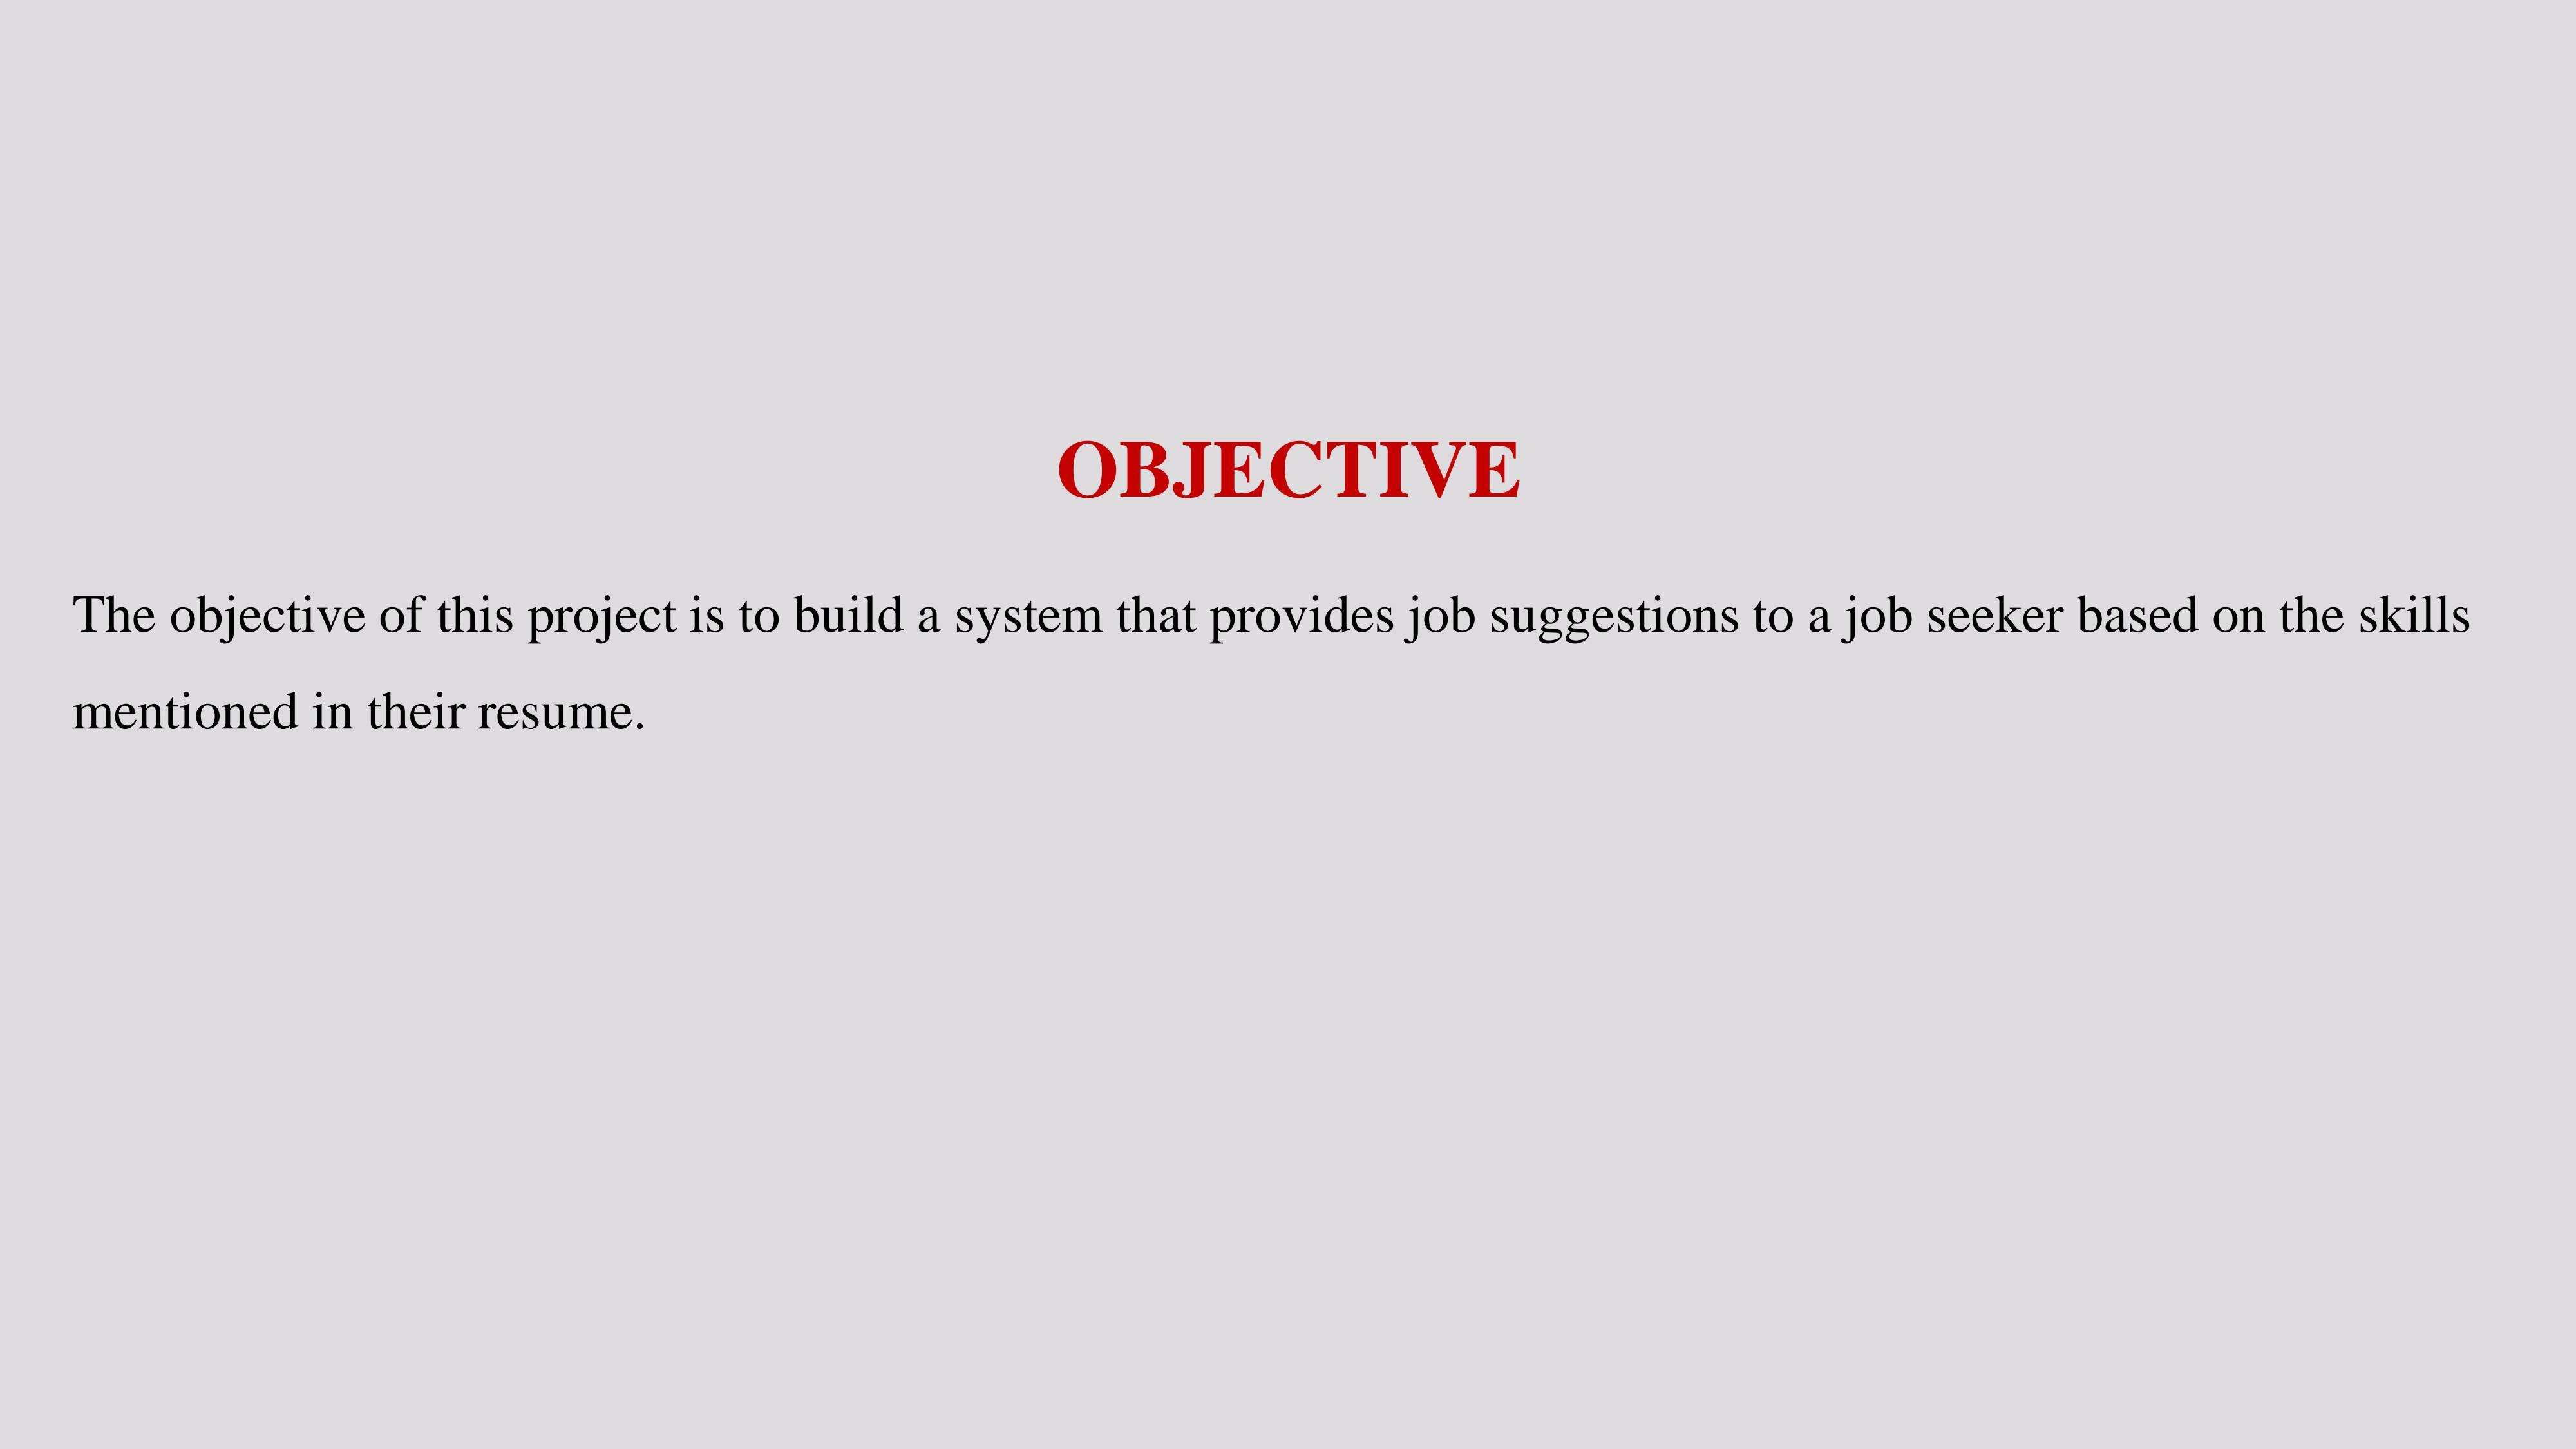 OBJECTIVE
The objective of this project is to build a system that provides job suggestions to a job seeker based on the skills
mentioned in their resume.